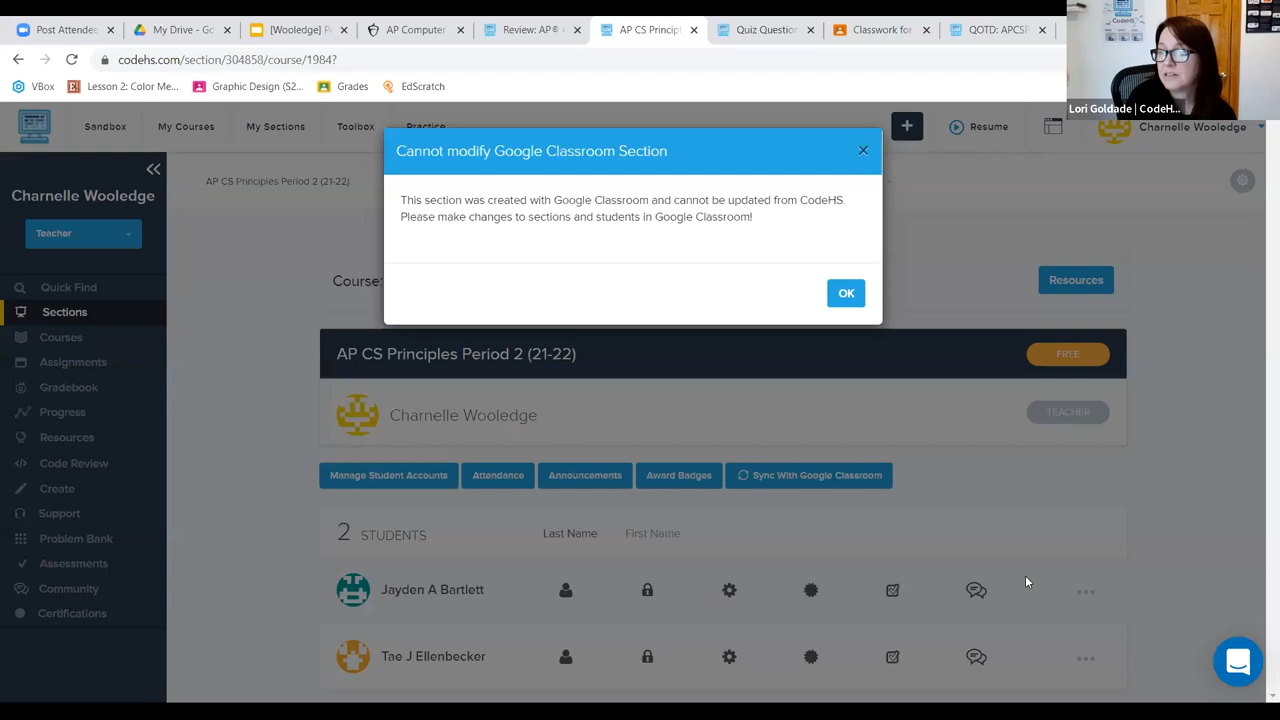 Post Attendes
My Drive - Go
[Wooledge] P
AP Comput
Review: A
AP CS Princip
Quiz Question
Classwork for
QOTD: APCSP
codehs.com/section/304858/course/1984?
VBox
Lesson 2: Color Me...
Graphic Design (S2...
Grades
EdScratch
Lori Goldade | CodeH...
Sandbox
My Courses
My Sections
Toolbox
Practice
Resume
Charnelle Wooledge
Charnelle Wooledge
Teacher
Quick Find
Sections
Courses
Assignments
Gradebook
Progress
Resources
Code Review
Create
Support
Problem Bank
Assessments
Community
Certifications
AP CS Principles Period 2 (21-22)
Cannot modify Google Classroom Section
This section was created with Google Classroom and cannot be updated from CodeHS.
Please make changes to sections and students in Google Classroom!
OK
Course:
Resources
AP CS Principles Period 2 (21-22)
FREE
Charnelle Wooledge
TEACHER
Manage Student Accounts
Attendance
Announcements
Award Badges
Sync With Google Classroom
2 STUDENTS
Last Name
First Name
Jayden A Bartlett
Tae J Ellenbecker